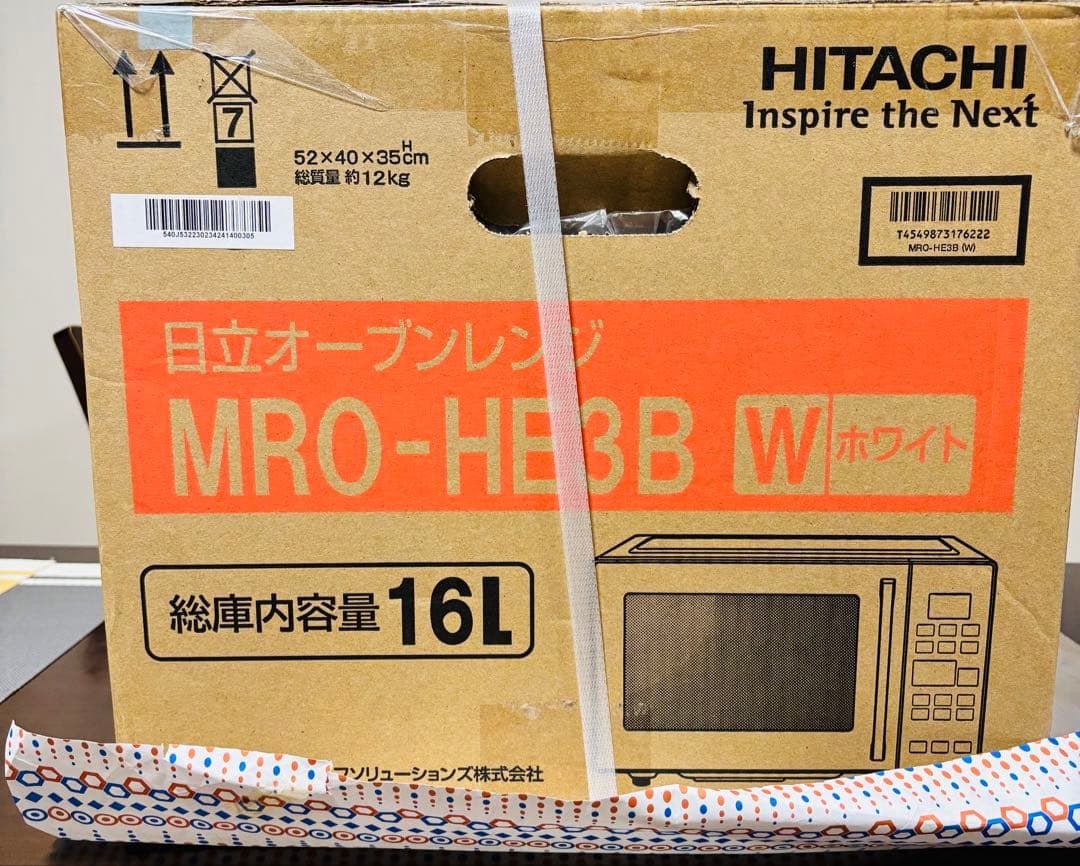 HITACHI
Inspire the Next
7
52×40×35cm
H
総質量 約12kg
540J532230234241400305
T4549873176222
MRO-HE3B (W)
日立オーブンレンジ
MRO-HE3B W ホワイト
総庫内容量 16L
ソリューションズ株式会社